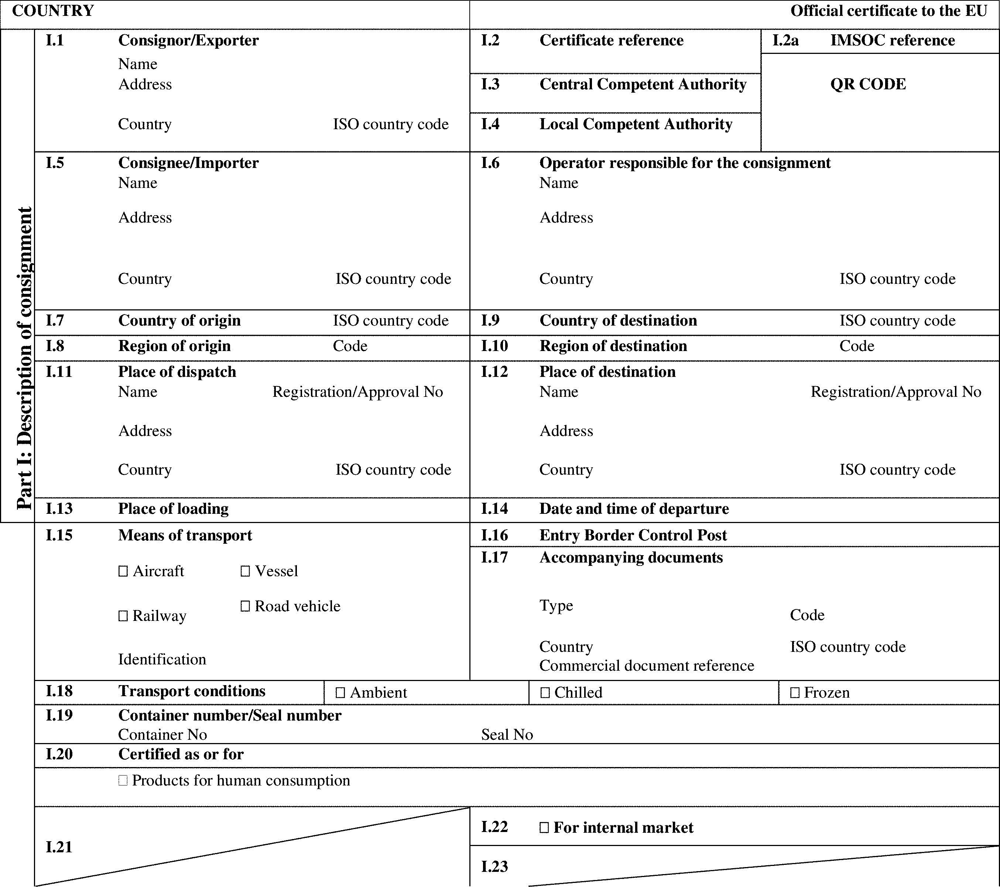 COUNTRY
Official certificate to the EU
Part I: Description of consignment
I.1 Consignor/Exporter
Name
Address
Country ISO country code
I.2 Certificate reference
I.2a IMSOC reference
QR CODE
I.3 Central Competent Authority
I.4 Local Competent Authority
I.5 Consignee/Importer
Name
Address
Country ISO country code
I.6 Operator responsible for the consignment
Name
Address
Country ISO country code
I.7 Country of origin ISO country code
I.9 Country of destination ISO country code
I.8 Region of origin Code
I.10 Region of destination Code
I.11 Place of dispatch
Name Registration/Approval No
Address
Country ISO country code
I.12 Place of destination
Name Registration/Approval No
Address
Country ISO country code
I.13 Place of loading
I.14 Date and time of departure
I.15 Means of transport
□ Aircraft □ Vessel
□ Railway □ Road vehicle
Identification
I.16 Entry Border Control Post
I.17 Accompanying documents
Type Code
Country ISO country code
Commercial document reference
I.18 Transport conditions □ Ambient □ Chilled □ Frozen
I.19 Container number/Seal number
Container No Seal No
I.20 Certified as or for
□ Products for human consumption
I.21
I.22 □ For internal market
I.23